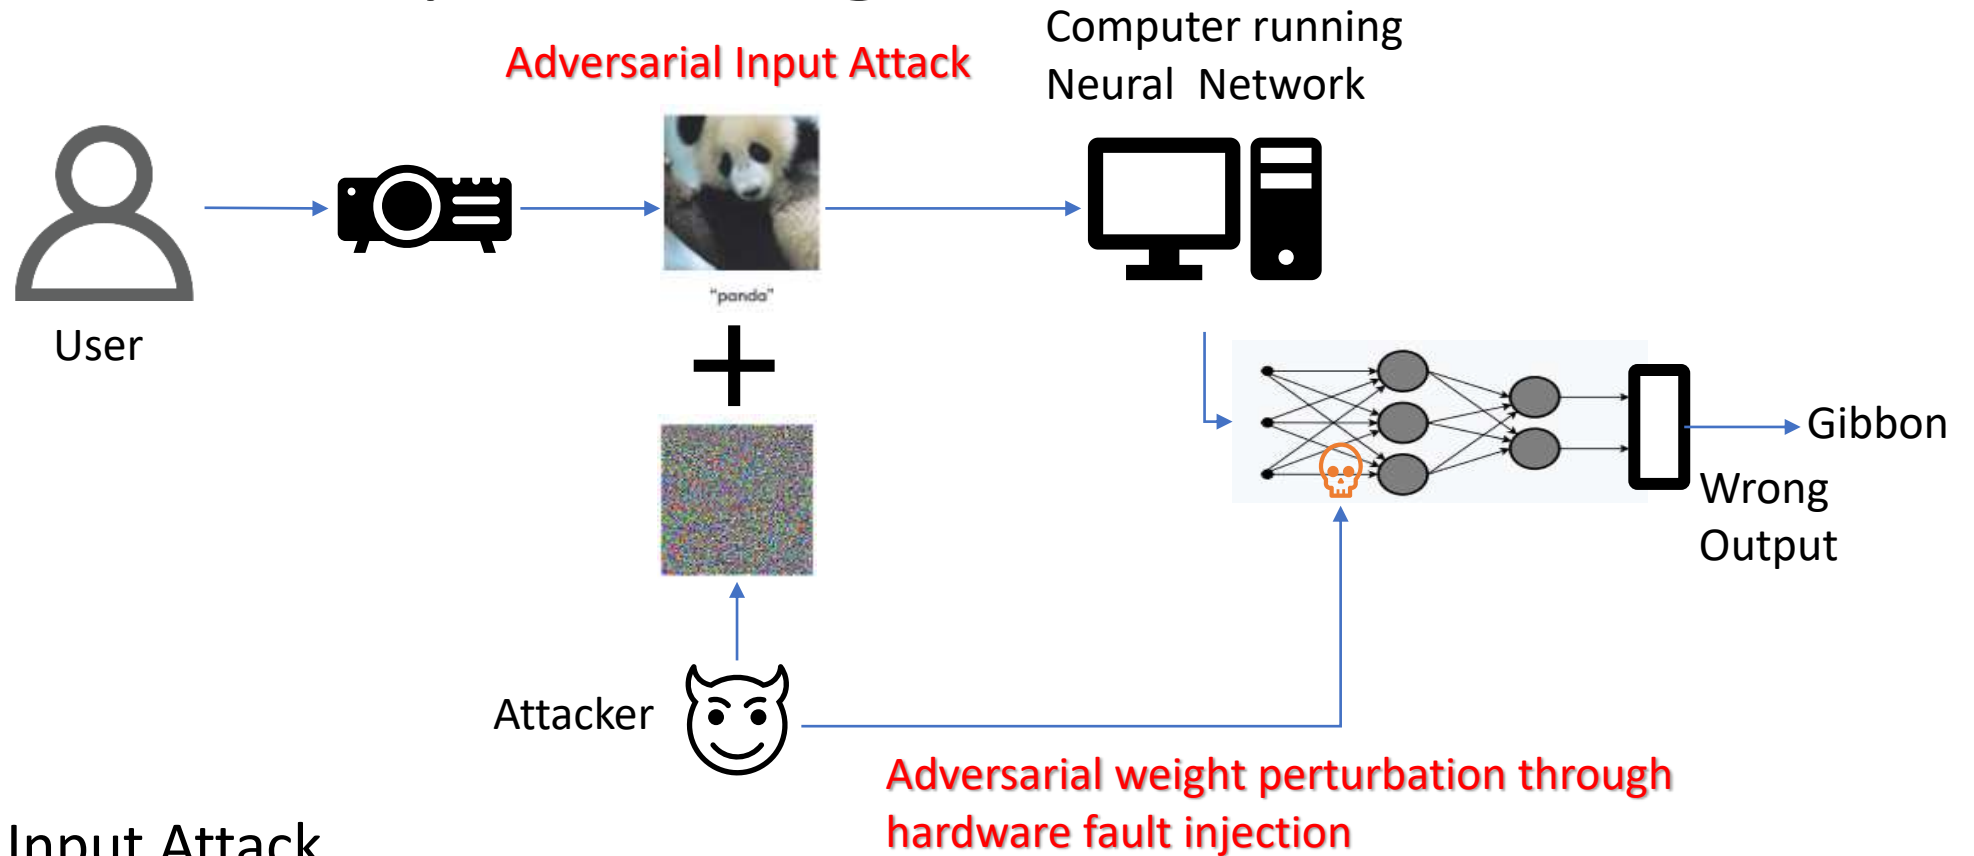 Computer running
Neural Network
Adversarial Input Attack
"panda"
User
Gibbon
Wrong
Output
Attacker
Adversarial weight perturbation through
hardware fault injection
Input Attack